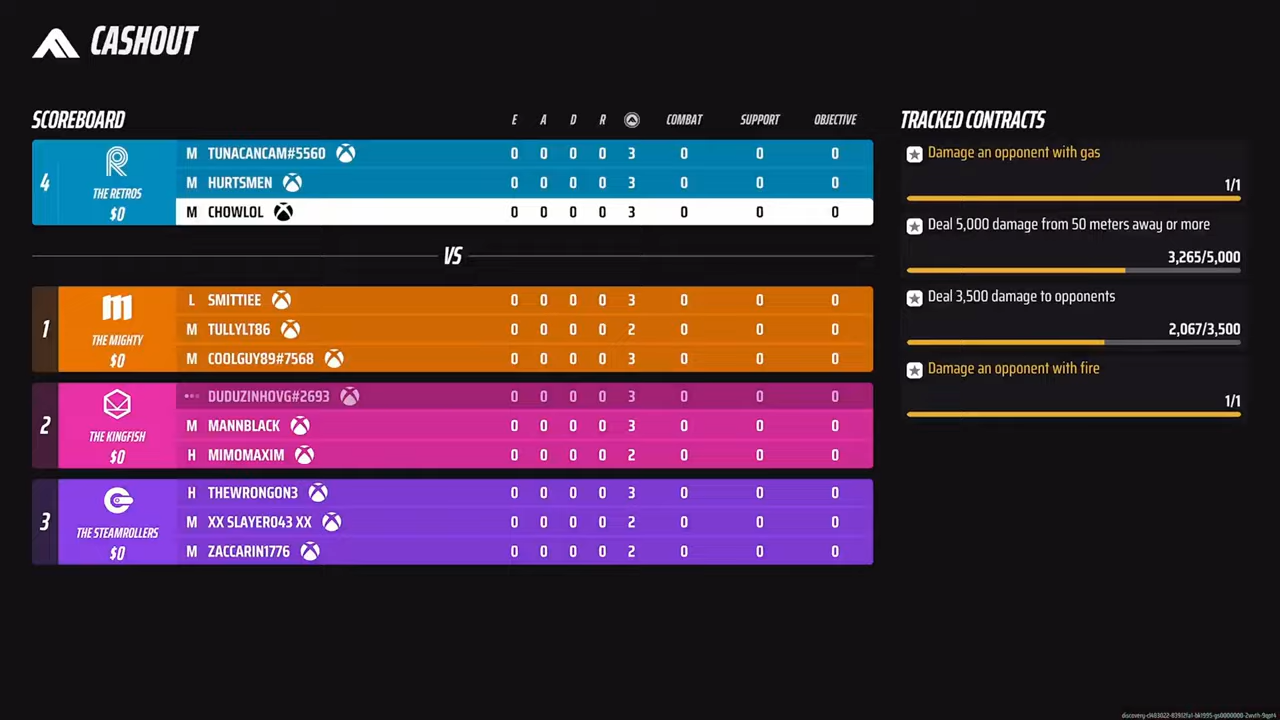 CASHOUT
SCOREBOARD E A D R COMBAT SUPPORT OBJECTIVE
4 THE RETROS $0
M TUNACANCAM#5560 0 0 0 0 3 0 0 0
M HURTSMEN 0 0 0 0 3 0 0 0
M CHOWLOL 0 0 0 0 3 0 0 0
VS
1 THE MIGHTY $0
L SMITTIEE 0 0 0 0 3 0 0 0
M TULLYLT86 0 0 0 0 2 0 0 0
M COOLGUY89#7568 0 0 0 0 3 0 0 0
2 THE KINGFISH $0
... DUDUZINHOVG#2693 0 0 0 0 3 0 0 0
M MANNBLACK 0 0 0 0 3 0 0 0
H MIMOMAXIM 0 0 0 0 2 0 0 0
3 THE STEAMROLLERS $0
H THEWRONGON3 0 0 0 0 3 0 0 0
M XX SLAYER043 XX 0 0 0 0 2 0 0 0
M ZACCARIN1776 0 0 0 0 2 0 0 0
TRACKED CONTRACTS
Damage an opponent with gas
1/1
Deal 5,000 damage from 50 meters away or more
3,265/5,000
Deal 3,500 damage to opponents
2,067/3,500
Damage an opponent with fire
1/1